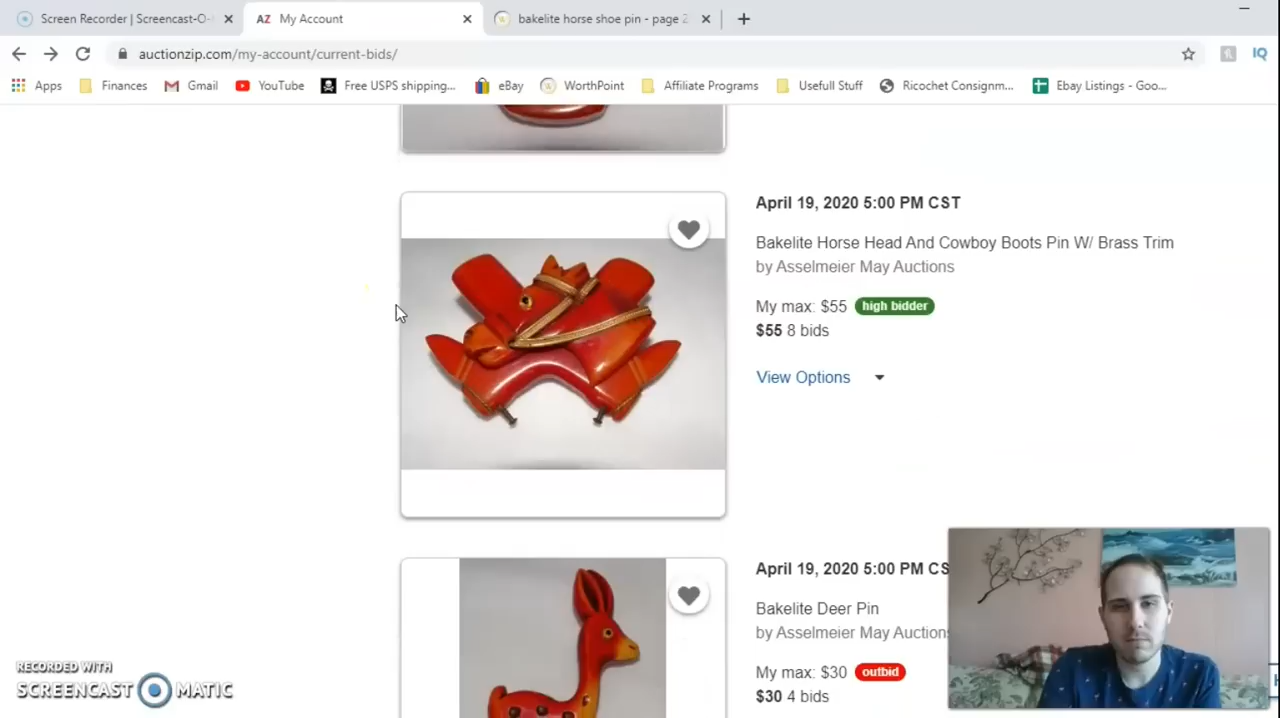 Screen Recorder | Screencast-O-
AZ My Account
bakelite horse shoe pin - page 2
auctionzip.com/my-account/current-bids/
IQ
Apps
Finances
Gmail
YouTube
Free USPS shipping...
eBay
WorthPoint
Affiliate Programs
Usefull Stuff
Ricochet Consignm...
Ebay Listings - Goo...
April 19, 2020 5:00 PM CST
Bakelite Horse Head And Cowboy Boots Pin W/ Brass Trim
by Asselmeier May Auctions
My max: $55 high bidder
$55 8 bids
View Options
April 19, 2020 5:00 PM CS
Bakelite Deer Pin
by Asselmeier May Auctions
My max: $30 outbid
$30 4 bids
RECORDED WITH
SCREENCAST MATIC